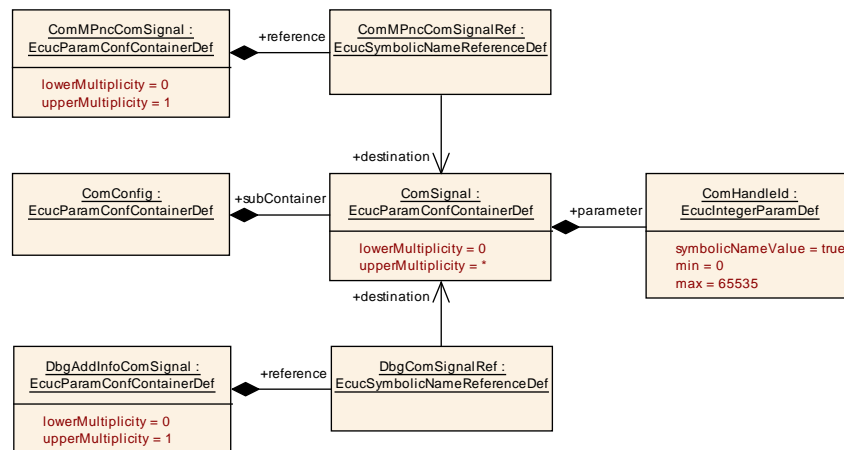 ComMPncComSignal :
EcucParamConfContainerDef
lowerMultiplicity = 0
upperMultiplicity = 1
+reference
ComMPncComSignalRef :
EcucSymbolicNameReferenceDef
+destination
ComConfig :
EcucParamConfContainerDef
+subContainer
ComSignal :
EcucParamConfContainerDef
lowerMultiplicity = 0
upperMultiplicity = *
+parameter
ComHandleId :
EcucIntegerParamDef
symbolicNameValue = true
min = 0
max = 65535
+destination
DbgAddInfoComSignal :
EcucParamConfContainerDef
lowerMultiplicity = 0
upperMultiplicity = 1
+reference
DbgComSignalRef :
EcucSymbolicNameReferenceDef